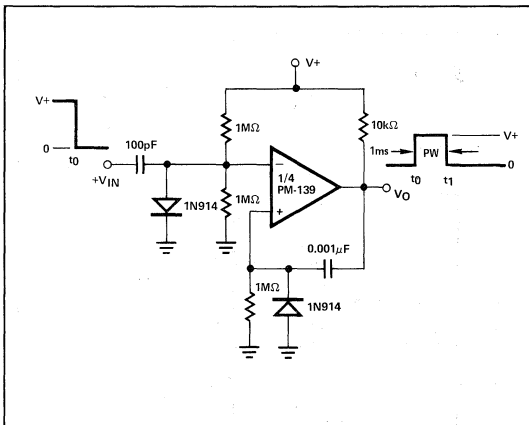 V+
V+
0
t0
+VIN
100pF
1N914
1MΩ
1MΩ
−
+
1/4
PM-139
10kΩ
VO
0.001μF
1MΩ
1N914
1ms
PW
V+
0
t0
t1